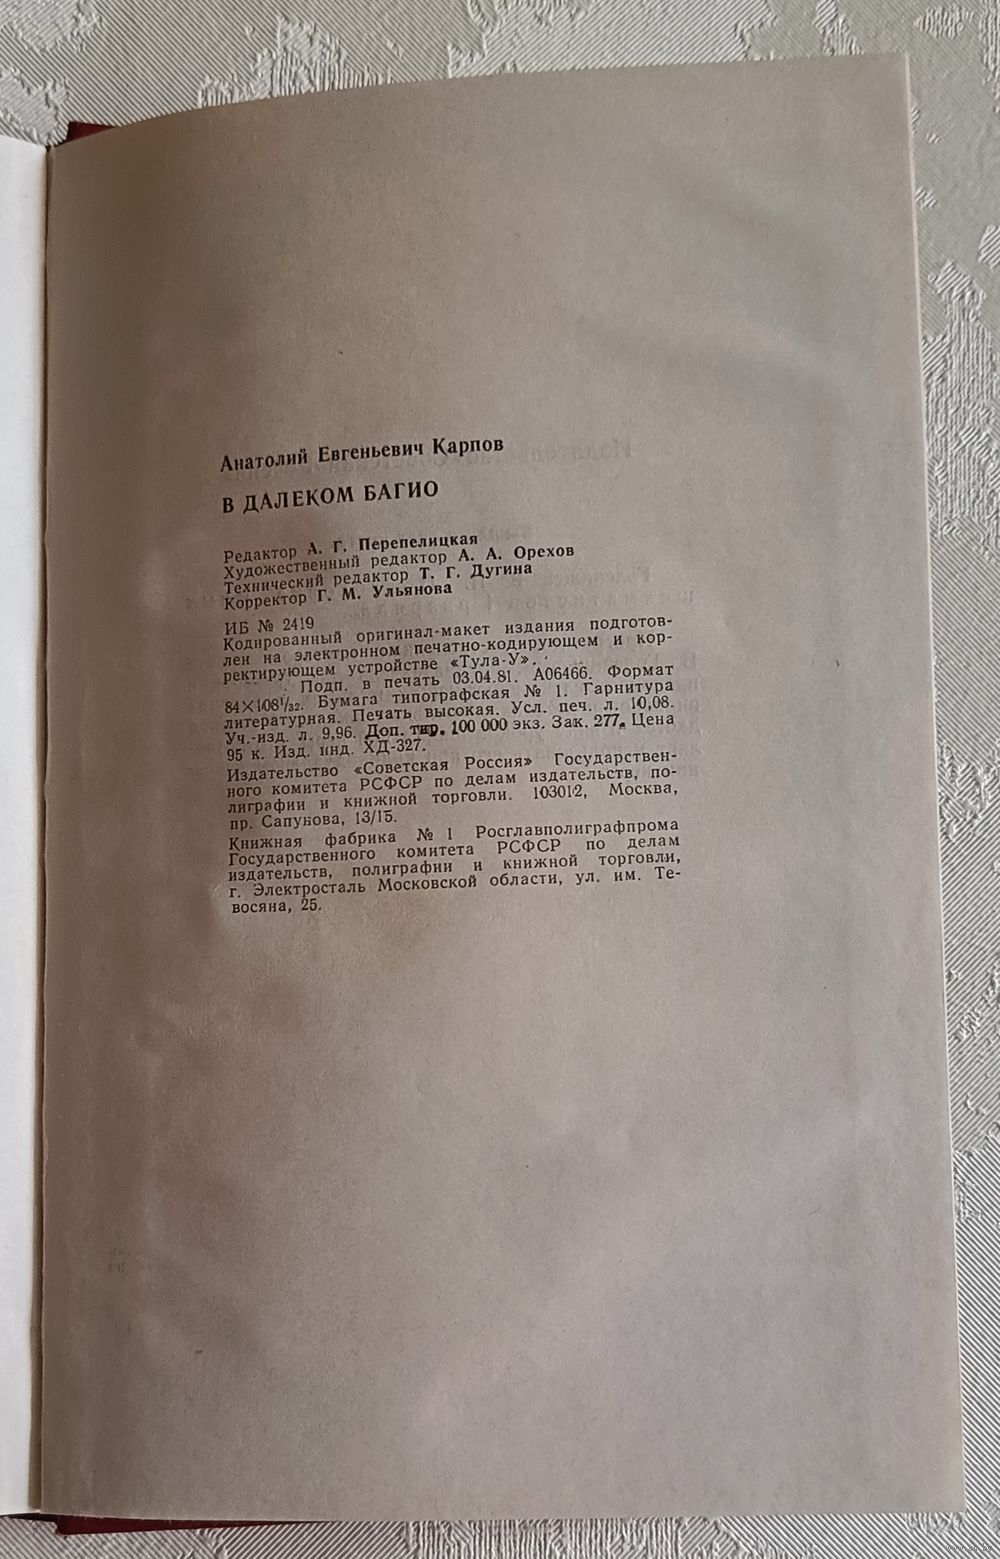 Анатолий Евгеньевич Карпов
В ДАЛЕКОМ БАГИО
Редактор А. Г. Перепелицкая
Художественный редактор А. А. Орехов
Технический редактор Т. Г. Дугина
Корректор Г. М. Ульянова
ИБ № 2419
Кодированный оригинал-макет издания подготов-
лен на электронном печатно-кодирующем и кор-
ректирующем устройстве «Тула-У».
Подп. в печать 03.04.81. А06466. Формат
84×108¹/₃₂. Бумага типографская № 1. Гарнитура
литературная. Печать высокая. Усл. печ. л. 10,08.
Уч.-изд. л. 9,96. Доп. тир. 100 000 экз. Зак. 277. Цена
95 к. Изд. инд. ХД-327.
Издательство «Советская Россия» Государствен-
ного комитета РСФСР по делам издательств, по-
лиграфии и книжной торговли. 103012, Москва,
пр. Сапунова, 13/15.
Книжная фабрика № 1 Росглавполиграфпрома
Государственного комитета РСФСР по делам
издательств, полиграфии и книжной торговли,
г. Электросталь Московской области, ул. им. Те-
восяна, 25.